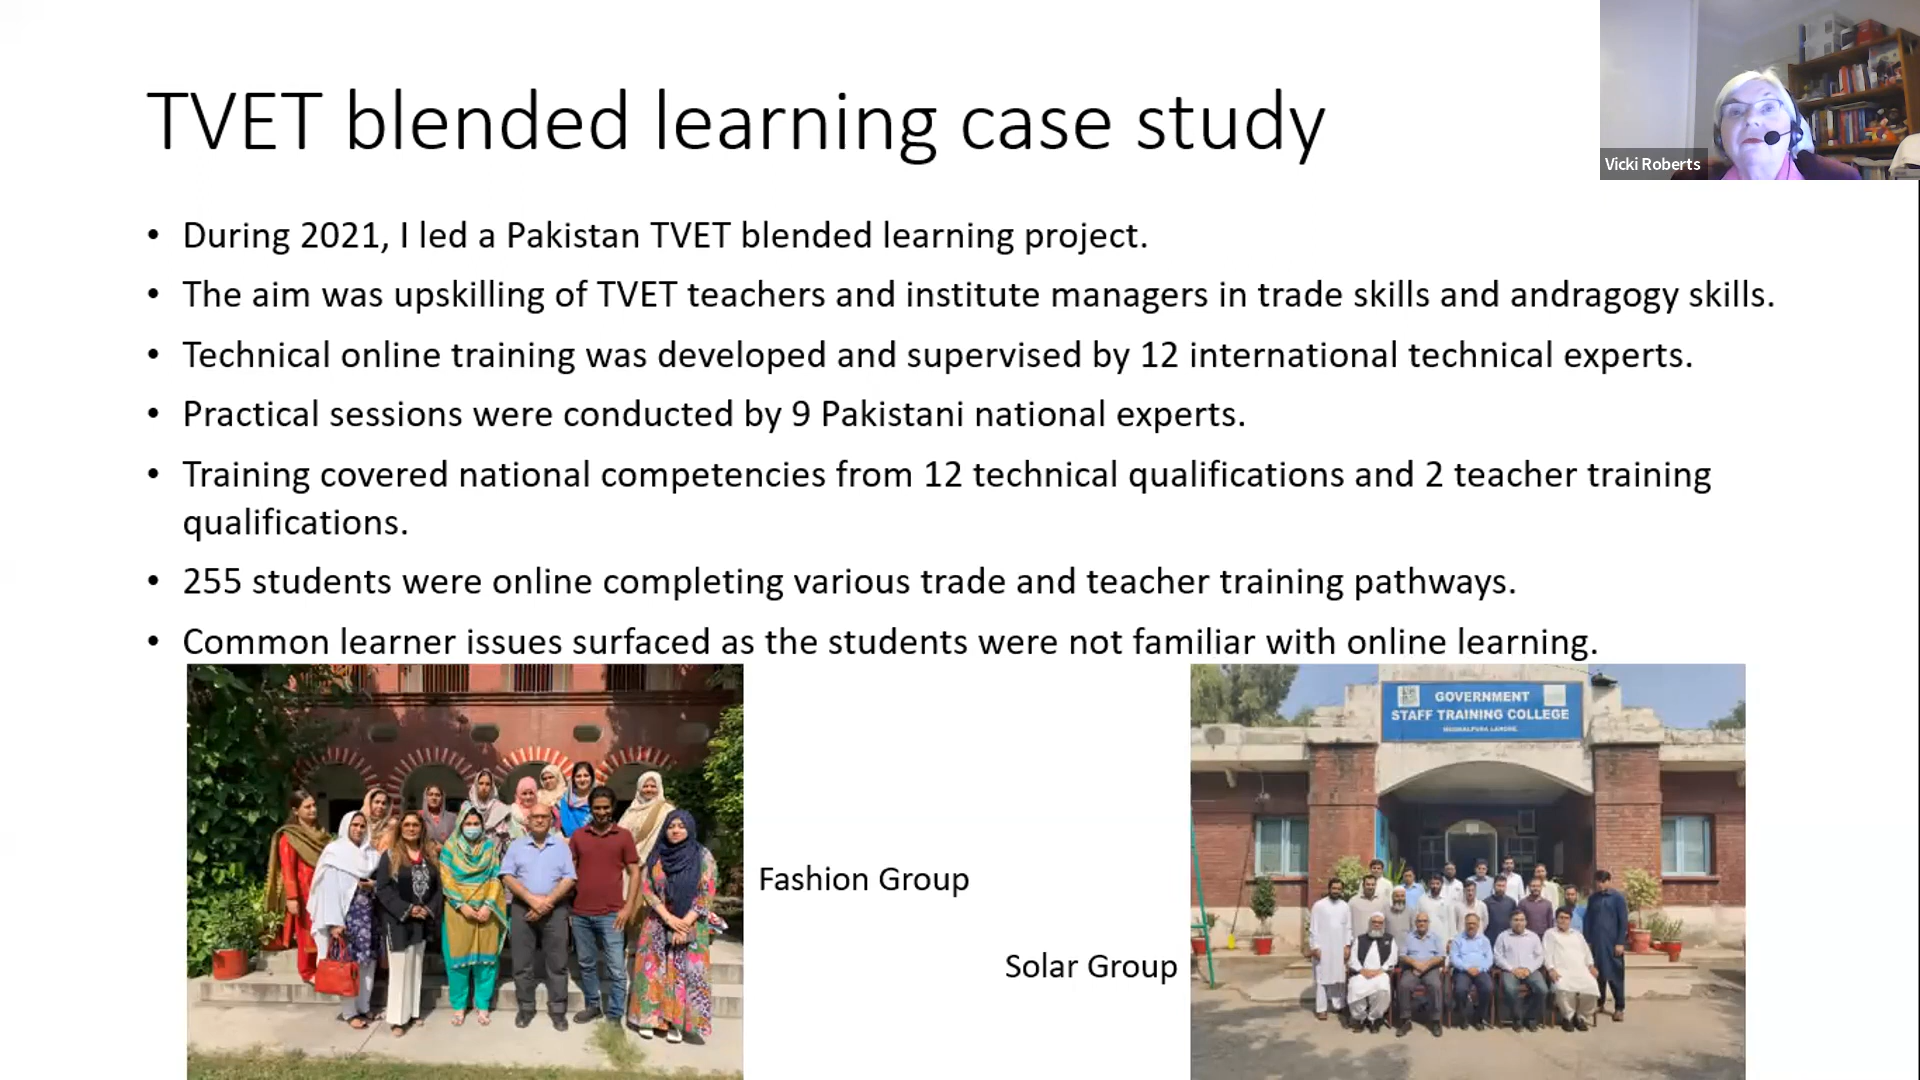 TVET blended learning case study
Vicki Roberts
• During 2021, I led a Pakistan TVET blended learning project.
• The aim was upskilling of TVET teachers and institute managers in trade skills and andragogy skills.
• Technical online training was developed and supervised by 12 international technical experts.
• Practical sessions were conducted by 9 Pakistani national experts.
• Training covered national competencies from 12 technical qualifications and 2 teacher training
qualifications.
• 255 students were online completing various trade and teacher training pathways.
• Common learner issues surfaced as the students were not familiar with online learning.
GOVERNMENT
STAFF TRAINING COLLEGE
LAHORE
Fashion Group
Solar Group